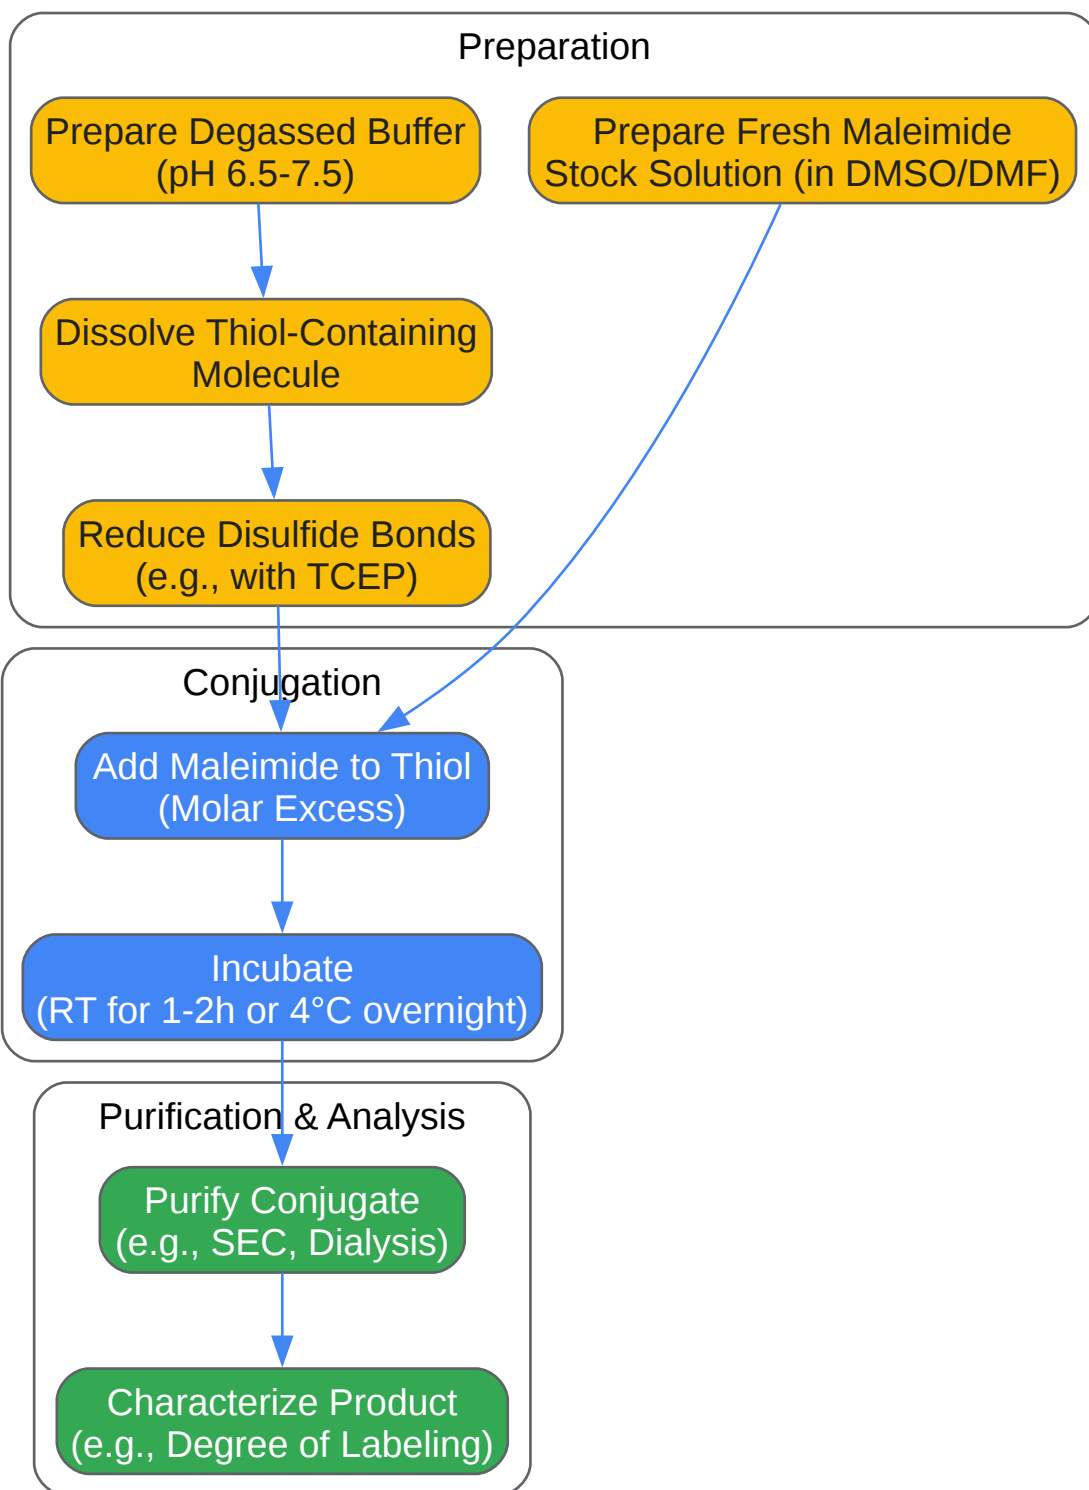 Preparation
Prepare Degassed Buffer
(pH 6.5-7.5)
Prepare Fresh Maleimide
Stock Solution (in DMSO/DMF)
Dissolve Thiol-Containing
Molecule
Reduce Disulfide Bonds
(e.g., with TCEP)
Conjugation
Add Maleimide to Thiol
(Molar Excess)
Incubate
(RT for 1-2h or 4°C overnight)
Purification & Analysis
Purify Conjugate
(e.g., SEC, Dialysis)
Characterize Product
(e.g., Degree of Labeling)